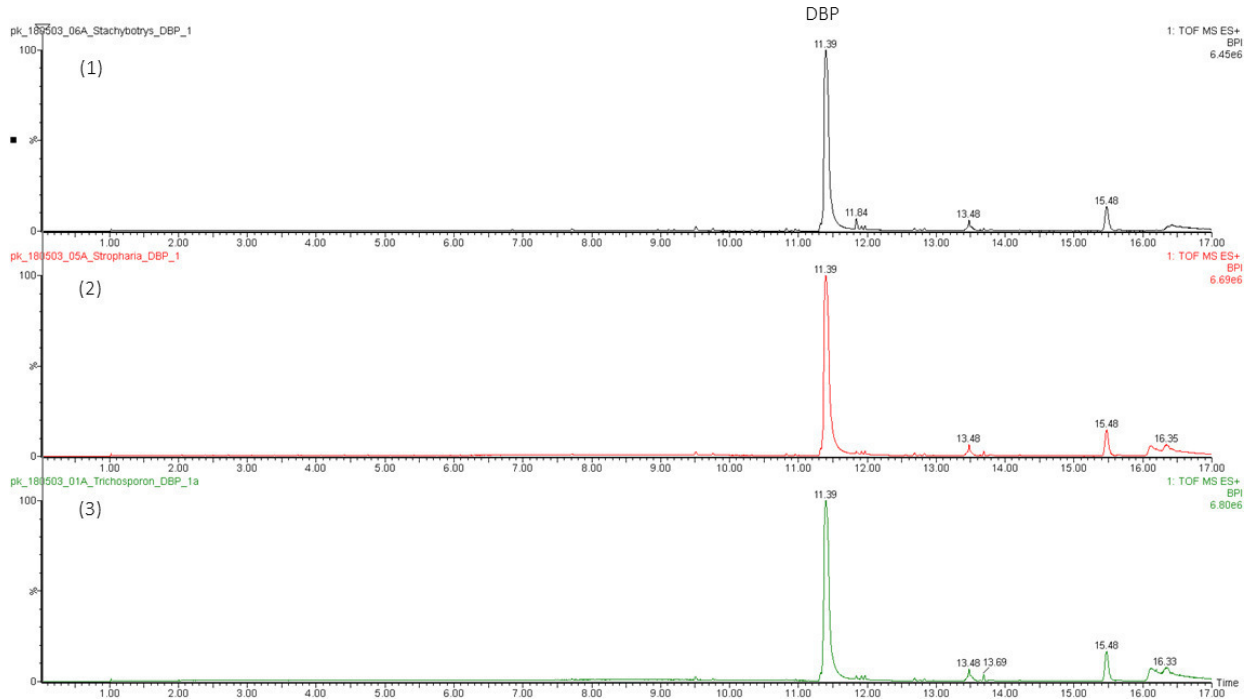 DBP
pk_180503_06A_Stachybotrys_DBP_1
1: TOF MS ES+
BPI
6.45e6
(1)
11.39
100
%
11.84
13.48
15.48
0
1.00 2.00 3.00 4.00 5.00 6.00 7.00 8.00 9.00 10.00 11.00 12.00 13.00 14.00 15.00 16.00 17.00
pk_180503_05A_Stropharia_DBP_1
1: TOF MS ES+
BPI
6.69e6
(2)
11.39
100
%
13.48
15.48
16.35
0
1.00 2.00 3.00 4.00 5.00 6.00 7.00 8.00 9.00 10.00 11.00 12.00 13.00 14.00 15.00 16.00 17.00
pk_180503_01A_Trichosporon_DBP_1a
1: TOF MS ES+
BPI
6.80e6
(3)
11.39
100
%
13.48
13.69
15.48
16.33
0
Time
1.00 2.00 3.00 4.00 5.00 6.00 7.00 8.00 9.00 10.00 11.00 12.00 13.00 14.00 15.00 16.00 17.00